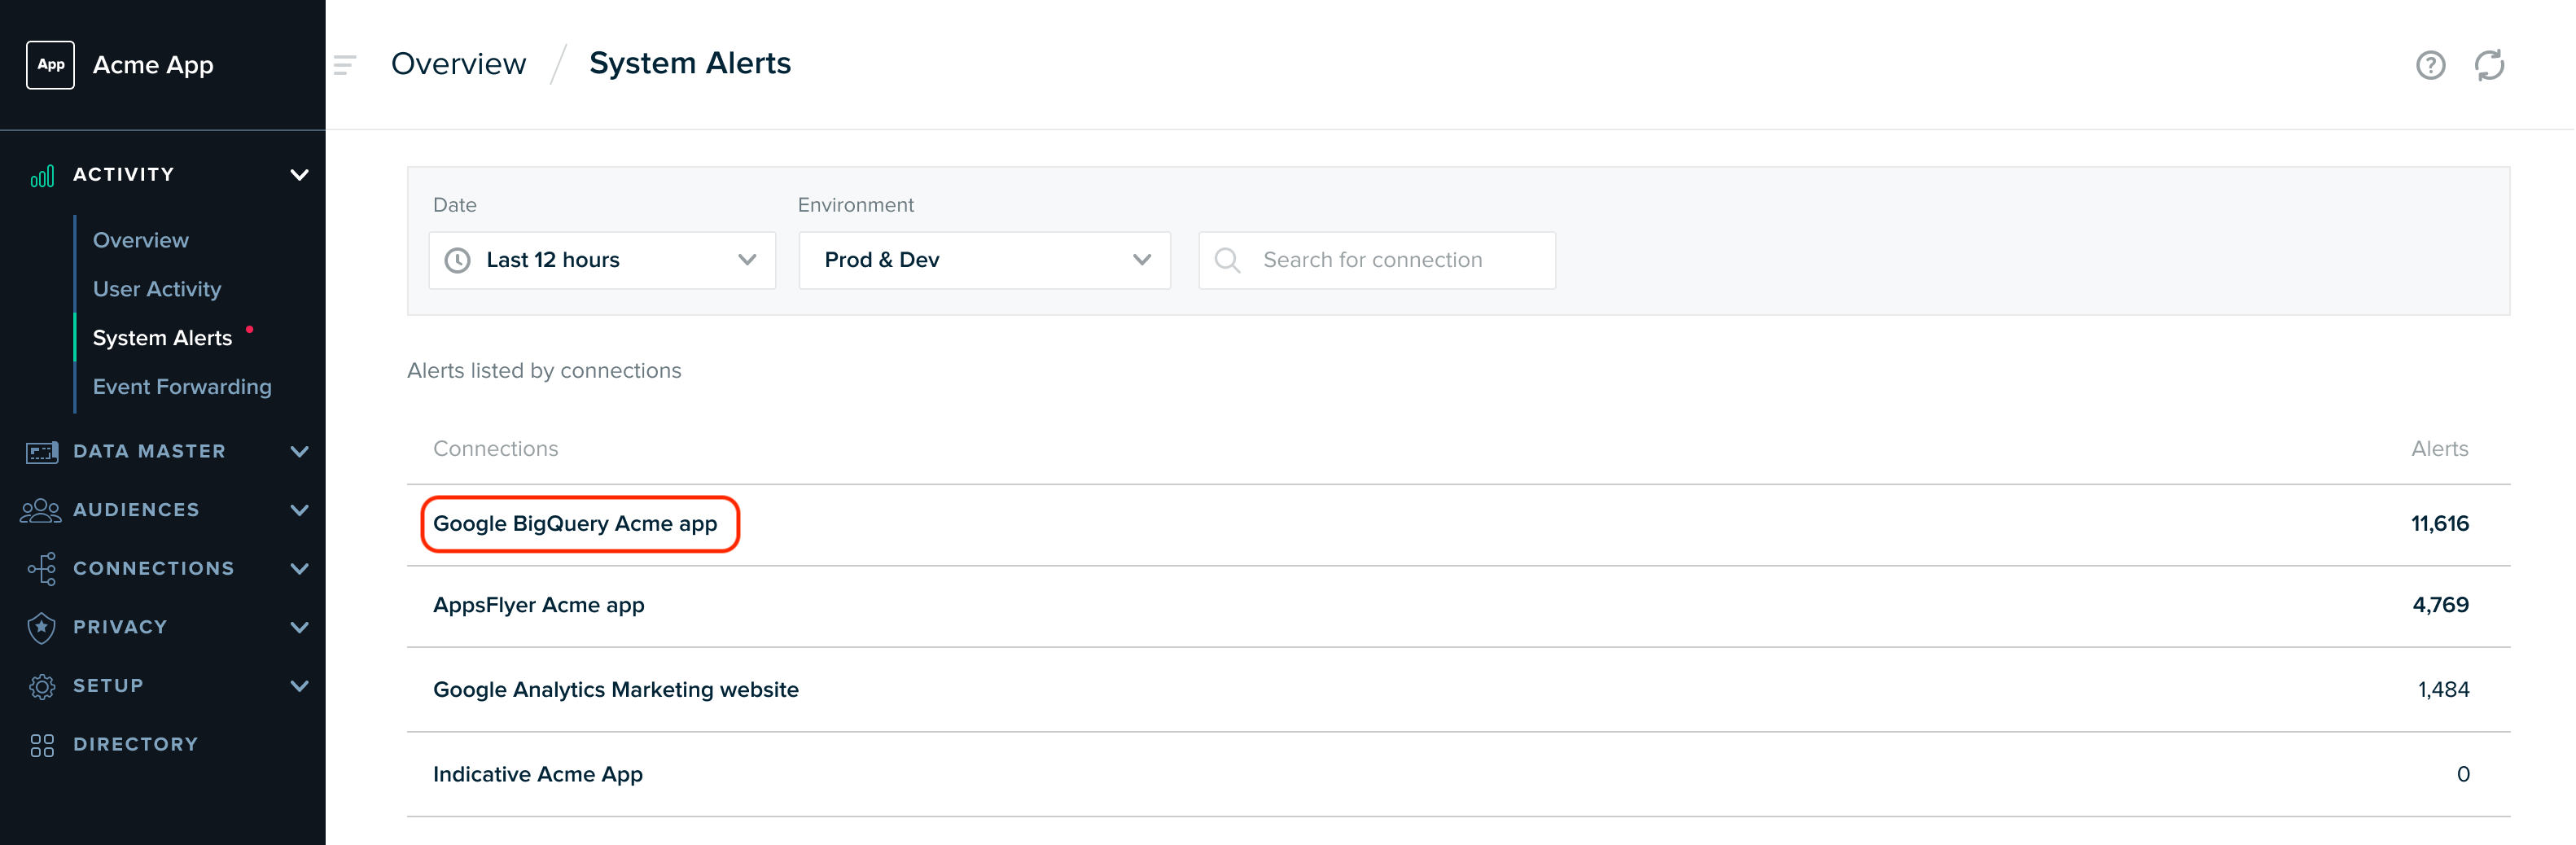 App Acme App
Overview / System Alerts
ACTIVITY
Overview
User Activity
System Alerts
Event Forwarding
DATA MASTER
AUDIENCES
CONNECTIONS
PRIVACY
SETUP
DIRECTORY
Date Environment
Last 12 hours Prod & Dev Search for connection
Alerts listed by connections
Connections Alerts
Google BigQuery Acme app 11,616
AppsFlyer Acme app 4,769
Google Analytics Marketing website 1,484
Indicative Acme App 0